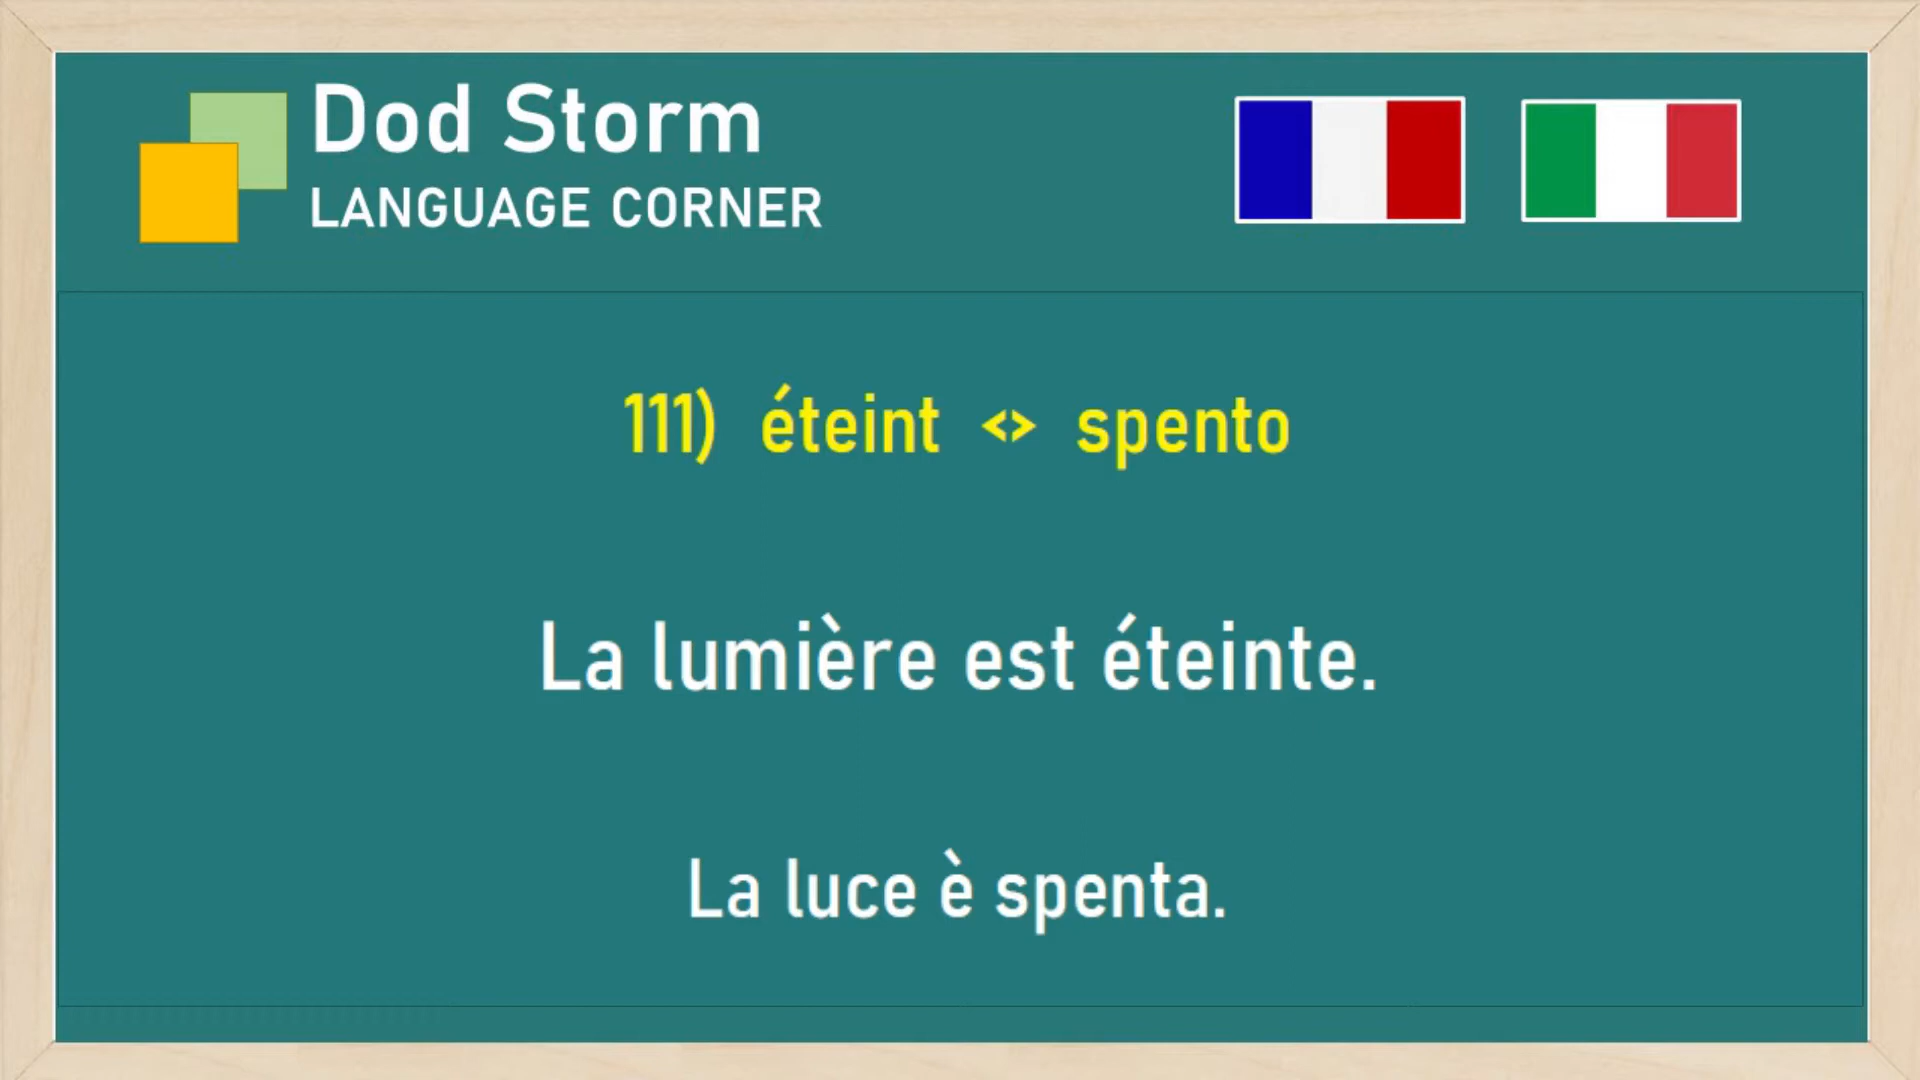 Dod Storm
LANGUAGE CORNER
111) éteint <> spento
La lumière est éteinte.
La luce è spenta.